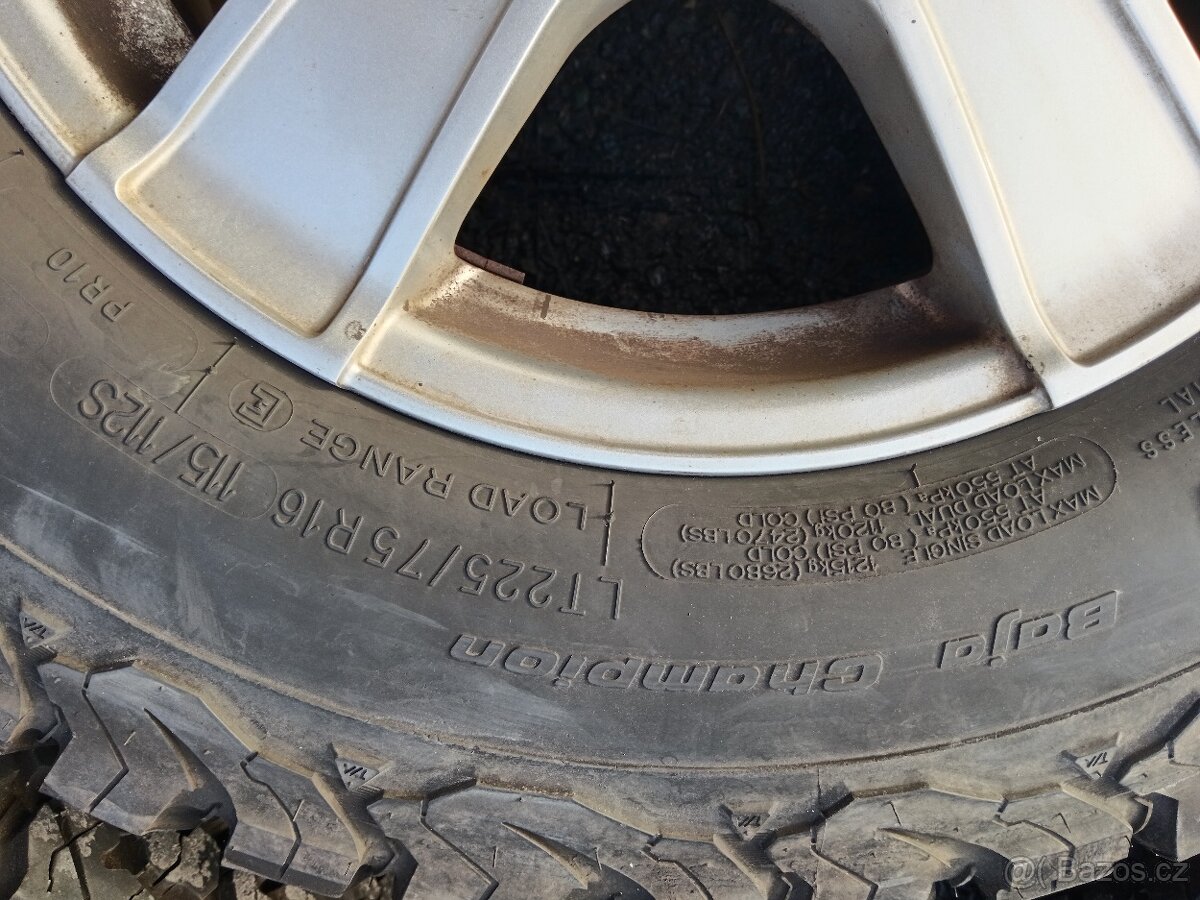 PR10
LT225/75R16 115/112S
LOAD RANGE E
MAX LOAD SINGLE 1215kg (2680LBS)
AT 550kPa (80 PSI) COLD
MAX LOAD DUAL 1120kg (2470LBS)
AT 550kPa (80 PSI) COLD
Baja Champion
Bazos.cz